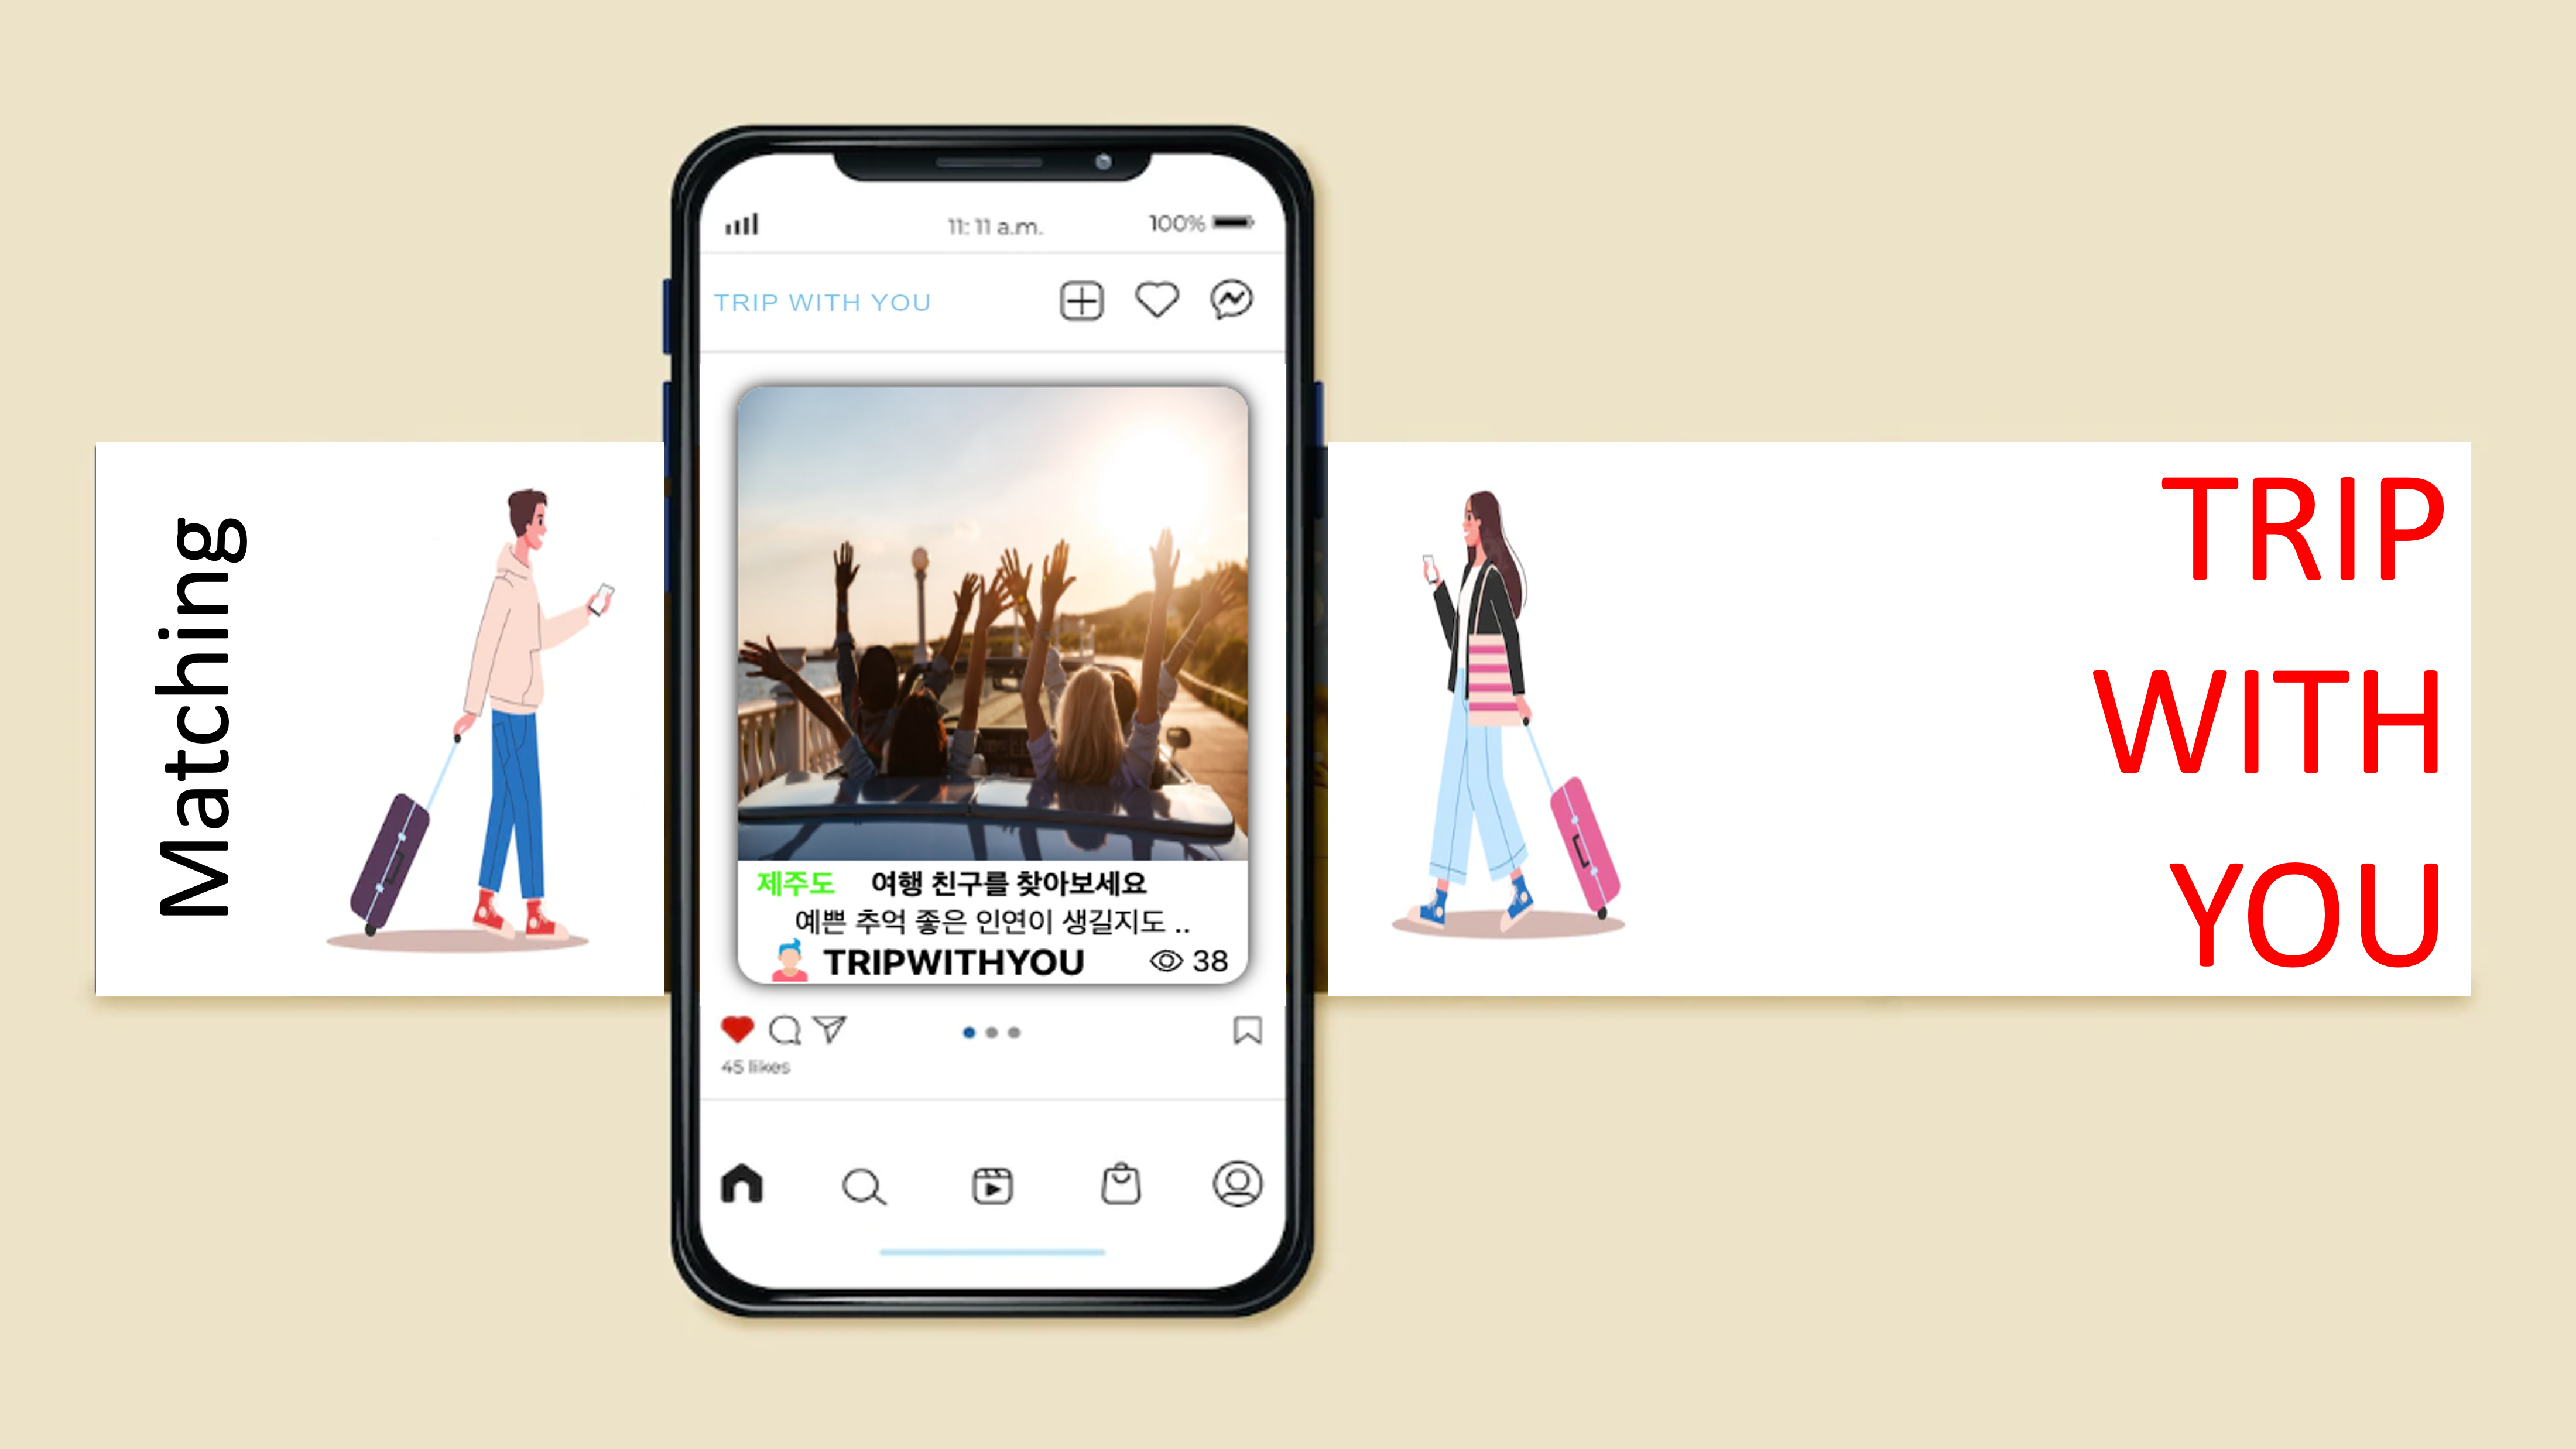 Matching
11:11 a.m.
100%
TRIP WITH YOU
제주도 여행 친구를 찾아보세요
예쁜 추억 좋은 인연이 생길지도 ..
TRIPWITHYOU 38
45 likes
TRIP
WITH
YOU